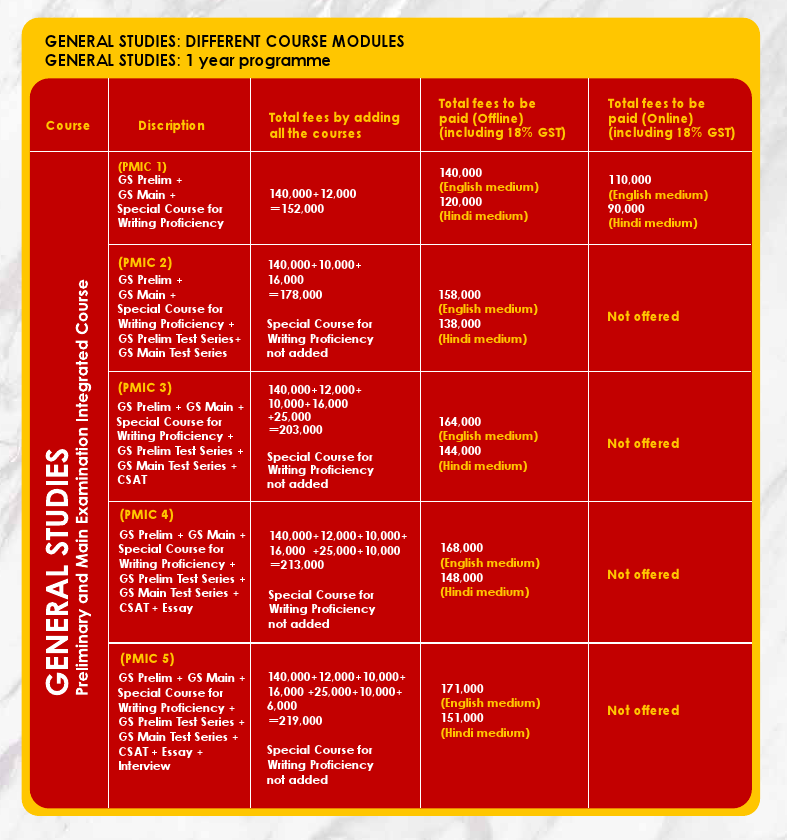 GENERAL STUDIES: DIFFERENT COURSE MODULES
GENERAL STUDIES: 1 year programme
Course
Discription
Total fees by adding
all the courses
Total fees to be
paid (Offline)
(including 18% GST)
Total fees to be
paid (Online)
(including 18% GST)
GENERAL STUDIES
Preliminary and Main Examination Integrated Course
(PMIC 1)
GS Prelim +
GS Main +
Special Course for
Writing Proficiency
140,000+12,000
=152,000
140,000
(English medium)
120,000
(Hindi medium)
110,000
(English medium)
90,000
(Hindi medium)
(PMIC 2)
GS Prelim +
GS Main +
Special Course for
Writing Proficiency +
GS Prelim Test Series+
GS Main Test Series
140,000+10,000+
16,000
=178,000
Special Course for
Writing Proficiency
not added
158,000
(English medium)
138,000
(Hindi medium)
Not offered
(PMIC 3)
GS Prelim + GS Main +
Special Course for
Writing Proficiency +
GS Prelim Test Series +
GS Main Test Series +
CSAT
140,000+12,000+
10,000+16,000
+25,000
=203,000
Special Course for
Writing Proficiency
not added
164,000
(English medium)
144,000
(Hindi medium)
Not offered
(PMIC 4)
GS Prelim + GS Main +
Special Course for
Writing Proficiency +
GS Prelim Test Series +
GS Main Test Series +
CSAT + Essay
140,000+12,000+10,000+
16,000 +25,000+10,000
=213,000
Special Course for
Writing Proficiency
not added
168,000
(English medium)
148,000
(Hindi medium)
Not offered
(PMIC 5)
GS Prelim + GS Main +
Special Course for
Writing Proficiency +
GS Prelim Test Series +
GS Main Test Series +
CSAT + Essay +
Interview
140,000+12,000+10,000+
16,000 +25,000+10,000+
6,000
=219,000
Special Course for
Writing Proficiency
not added
171,000
(English medium)
151,000
(Hindi medium)
Not offered